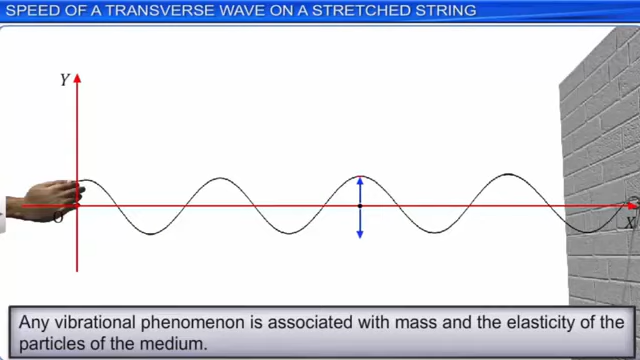 SPEED OF A TRANSVERSE WAVE ON A STRETCHED STRING
Y
O
X
Any vibrational phenomenon is associated with mass and the elasticity of the
particles of the medium.